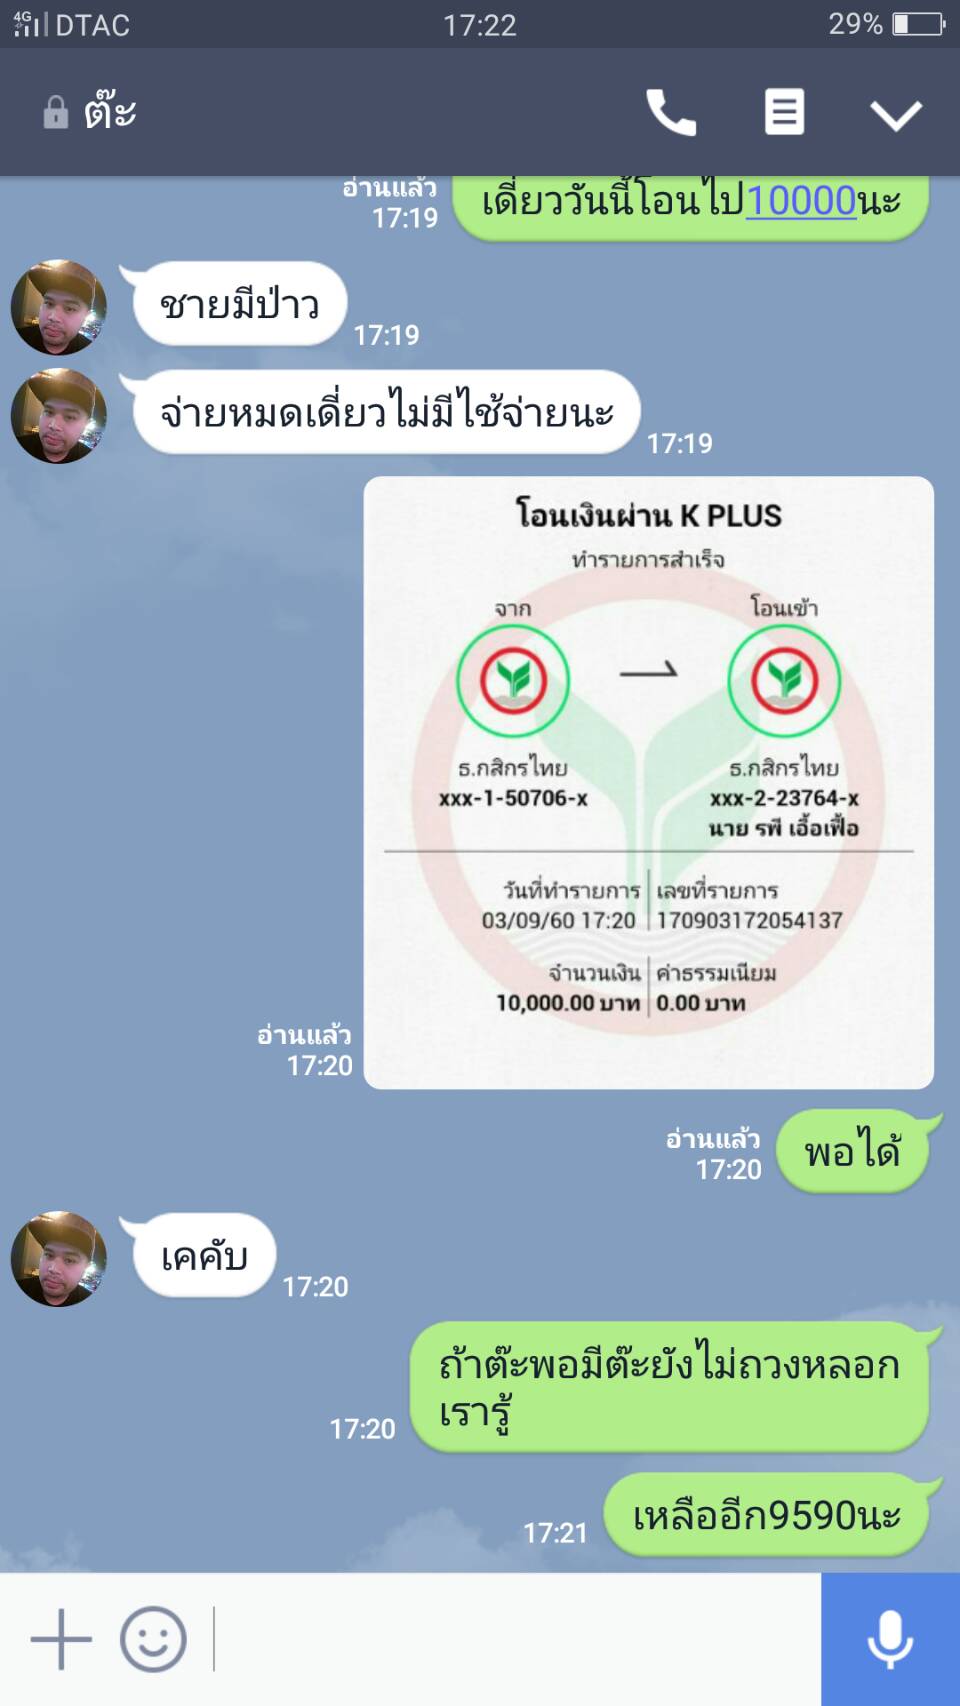 4G DTAC 17:22 29%
ต๊ะ
เดี่ยววันนี้โอนไป10000นะ
อ่านแล้ว
17:19
ชายมีป่าว
17:19
จ่ายหมดเดี่ยวไม่มีไช้จ่ายนะ
17:19
โอนเงินผ่าน K PLUS
ทำรายการสำเร็จ
จาก
โอนเข้า
ธ.กสิกรไทย
xxx-1-50706-x
ธ.กสิกรไทย
xxx-2-23764-x
นาย รพี เอื้อเฟื้อ
วันที่ทำรายการ
03/09/60 17:20
เลขที่รายการ
170903172054137
จำนวนเงิน
10,000.00 บาท
ค่าธรรมเนียม
0.00 บาท
อ่านแล้ว
17:20
พอได้
อ่านแล้ว
17:20
เคคับ
17:20
ถ้าต๊ะพอมีต๊ะยังไม่ถวงหลอก
เรารู้
17:20
เหลืออีก9590นะ
17:21